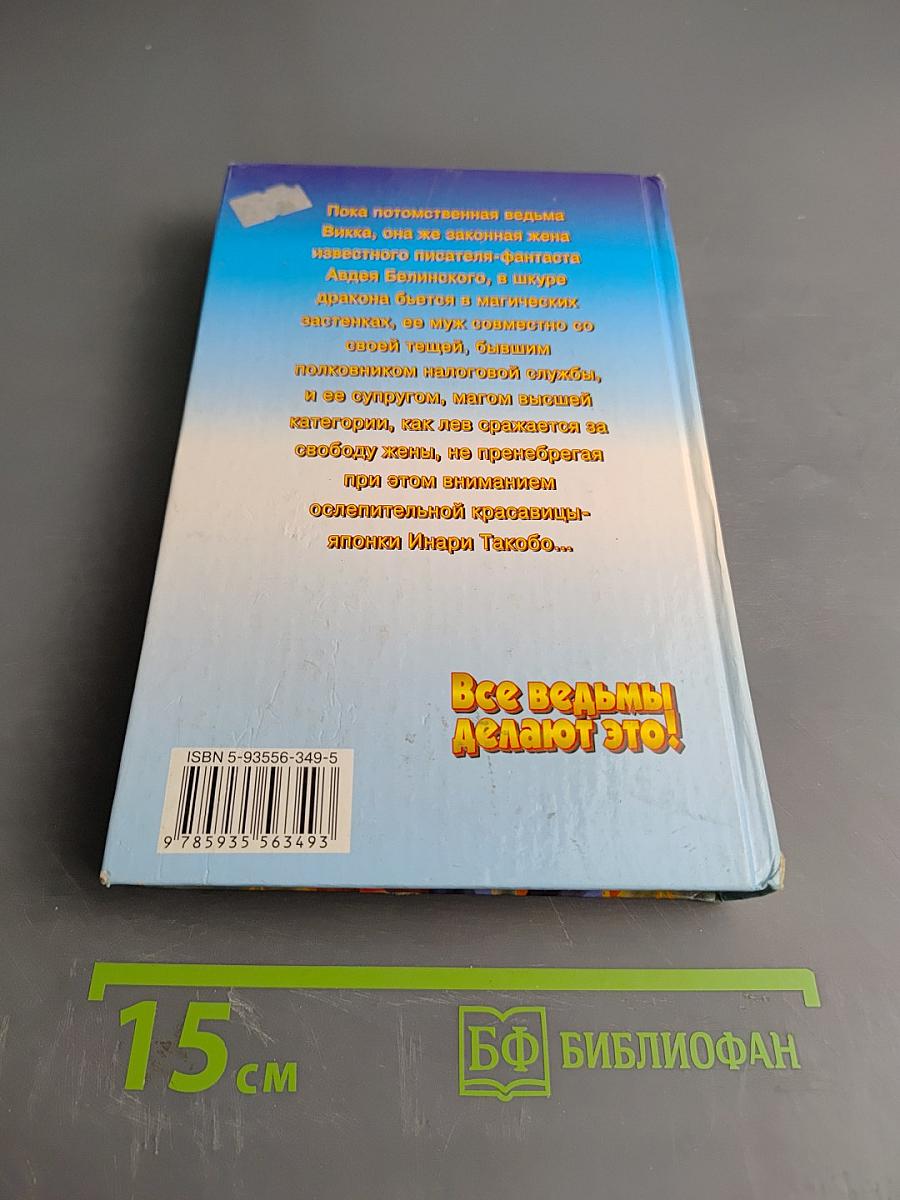 Пока потомственная ведьма
Викка, она же законная жена
известного писателя-фантаста
Авдея Белинского, в шкуре
дракона бьется в магических
застенках, ее муж совместно со
своей тещей, бывшим
полковником налоговой службы,
и ее супругом, магом высшей
категории, как лев сражается за
свободу жены, не пренебрегая
при этом вниманием
ослепительной красавицы-
японки Инари Такобо...
Все ведьмы
делают это!
ISBN 5-93556-349-5
9 785935 563493
15 см
БФ БИБЛИОФАН